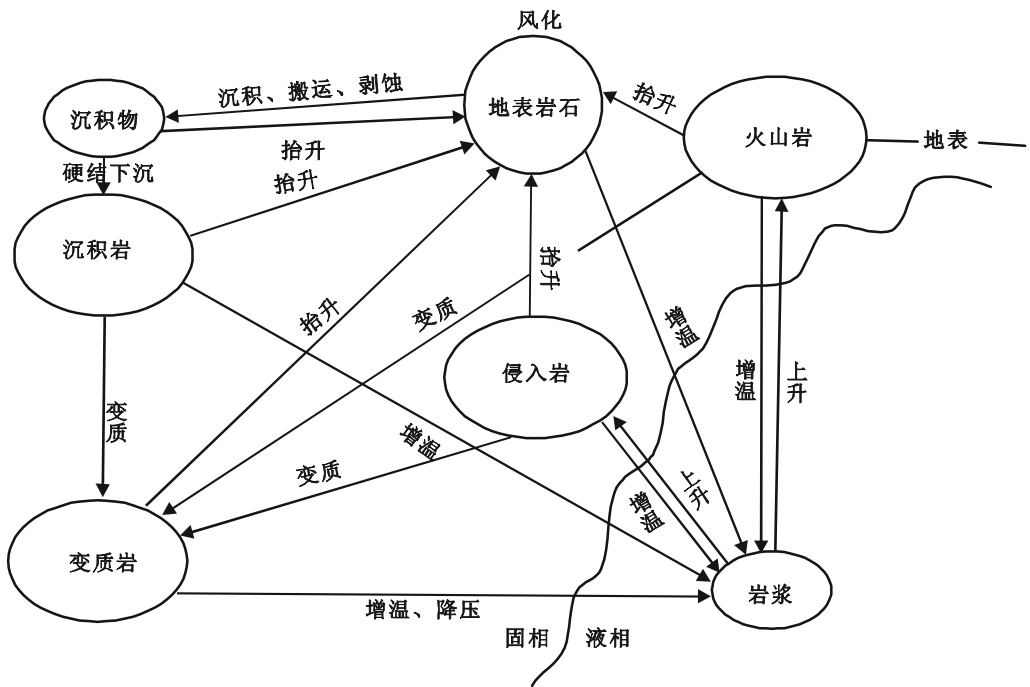 风化
沉积、搬运、剥蚀
地表岩石
抬升
火山岩
地表
沉积物
硬结下沉
抬升
抬升
沉积岩
抬升
抬升
变质
增温
侵入岩
增温
上升
变质
增温
变质
增温
上升
变质岩
增温、降压
岩浆
固相
液相